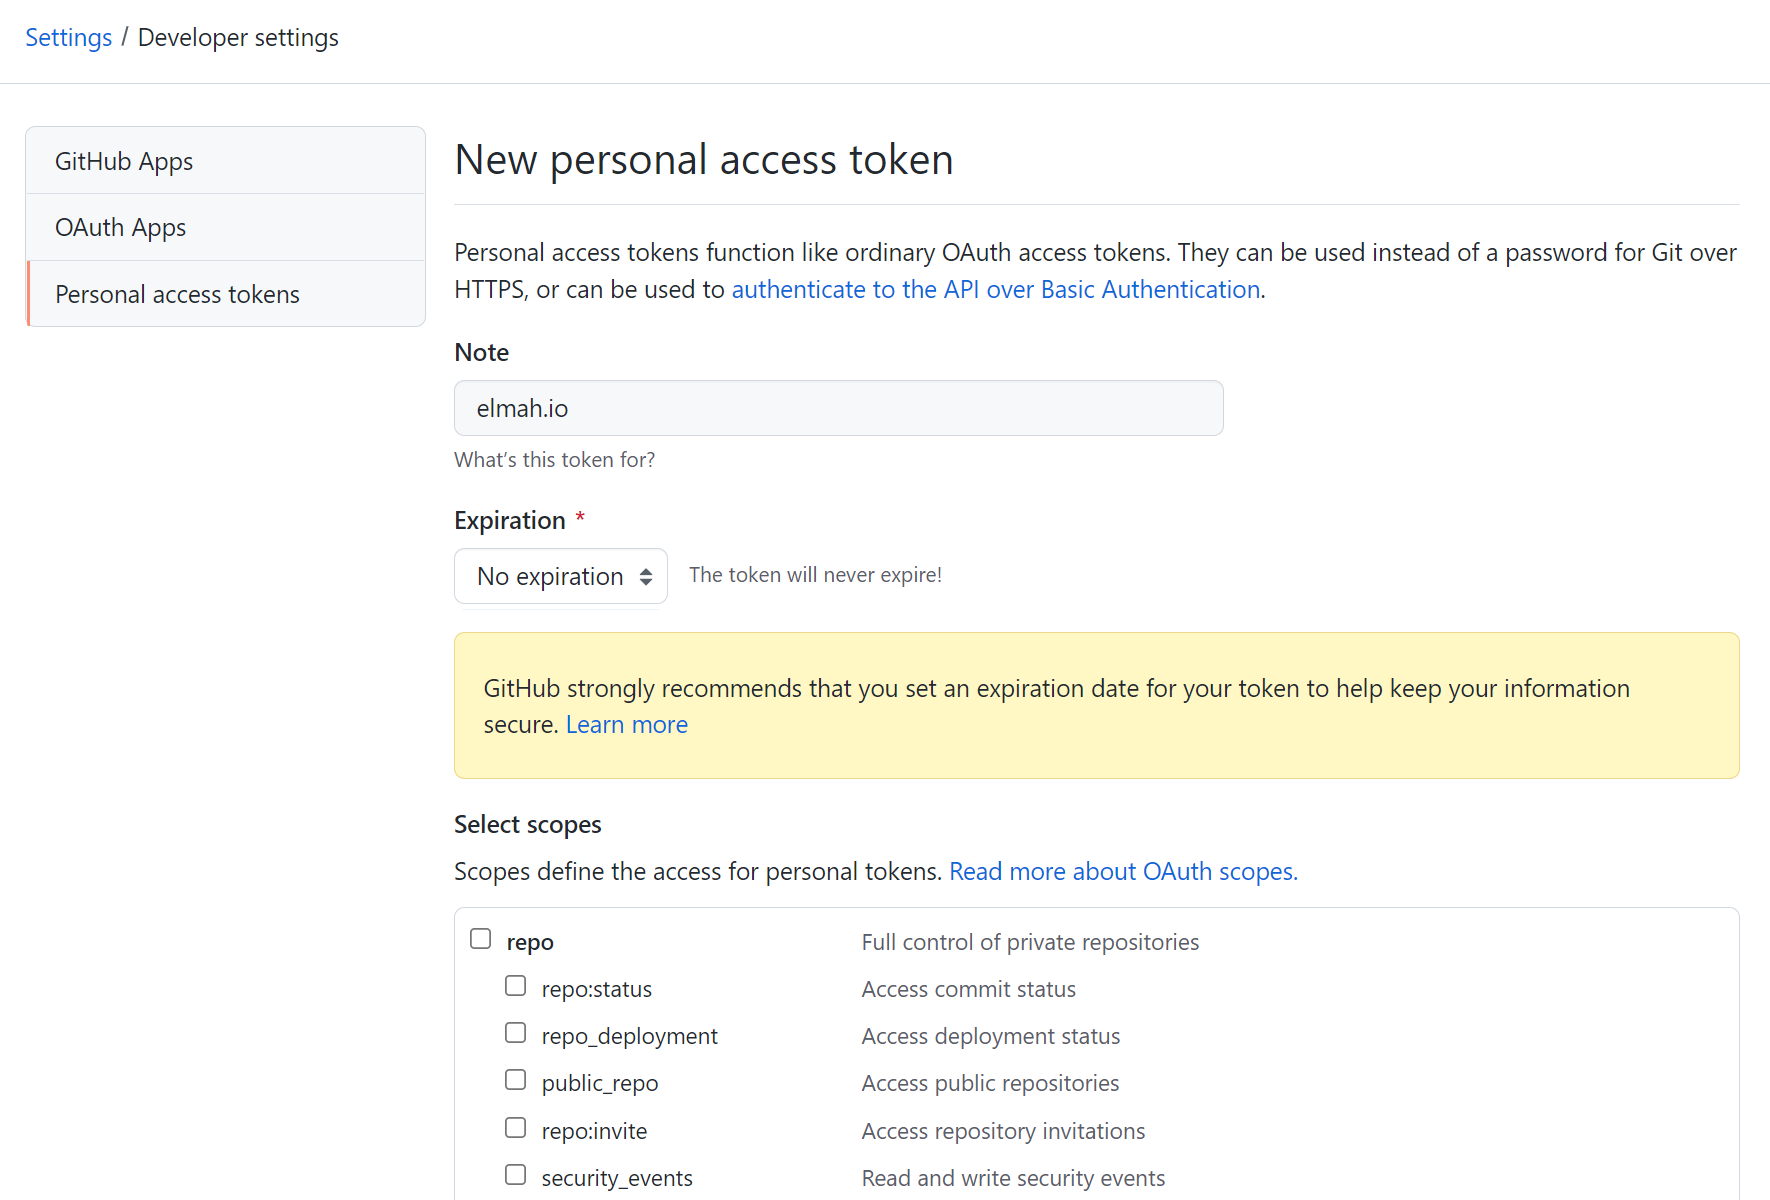 Settings / Developer settings
GitHub Apps
OAuth Apps
Personal access tokens
New personal access token
Personal access tokens function like ordinary OAuth access tokens. They can be used instead of a password for Git over
HTTPS, or can be used to authenticate to the API over Basic Authentication.
Note
elmah.io
What's this token for?
Expiration *
No expiration The token will never expire!
GitHub strongly recommends that you set an expiration date for your token to help keep your information
secure. Learn more
Select scopes
Scopes define the access for personal tokens. Read more about OAuth scopes.
repo Full control of private repositories
repo:status Access commit status
repo_deployment Access deployment status
public_repo Access public repositories
repo:invite Access repository invitations
security_events Read and write security events